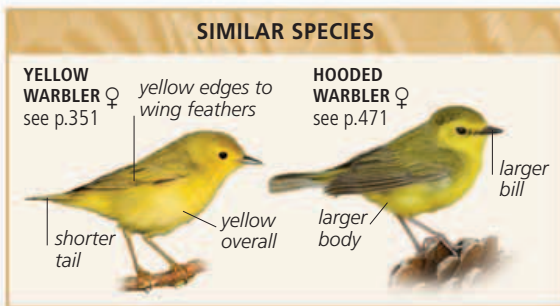 SIMILAR SPECIES
YELLOW
WARBLER ♀
see p.351
yellow edges to
wing feathers
shorter
tail
yellow
overall
HOODED
WARBLER ♀
see p.471
larger
bill
larger
body